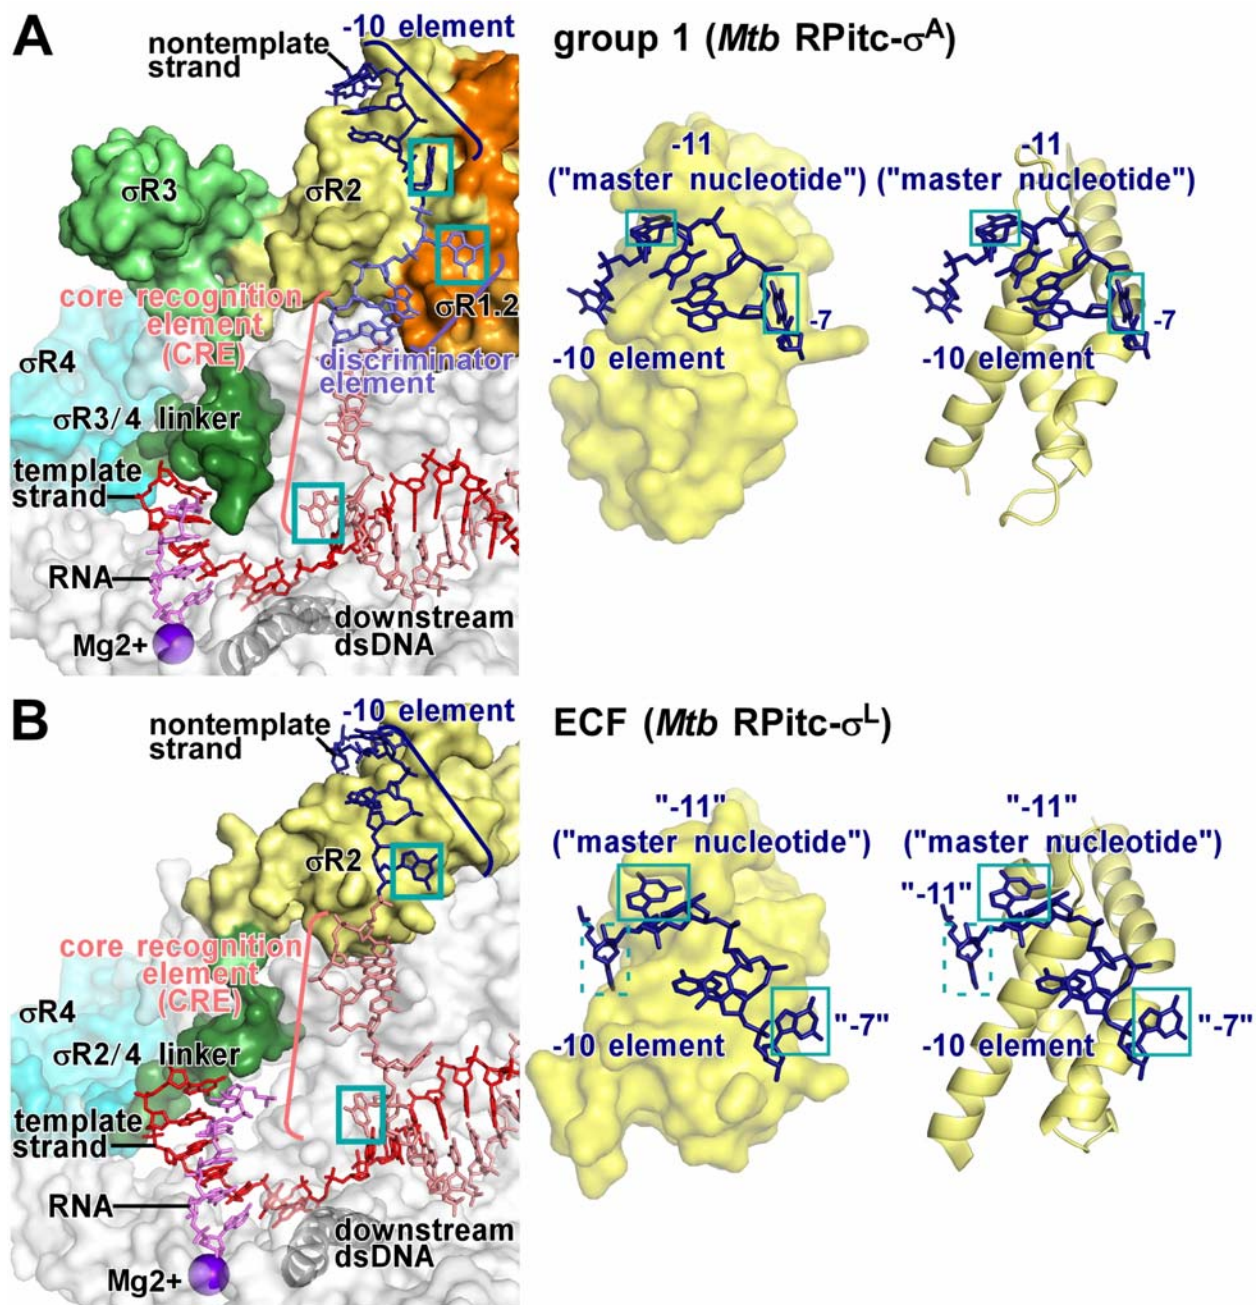 A
nontemplate
strand
-10 element
σR3
σR2
core recognition
element
(CRE)
σR1.2
discriminator
element
σR4
σR3/4 linker
template
strand
RNA
Mg2+
downstream
dsDNA
group 1 (Mtb RPitc-σA)
-11
("master nucleotide")
-7
-10 element
-11
("master nucleotide")
-7
-10 element
B
nontemplate
strand
-10 element
σR2
core recognition
element
(CRE)
σR4
σR2/4 linker
template
strand
RNA
Mg2+
downstream
dsDNA
ECF (Mtb RPitc-σL)
"-11"
("master nucleotide")
"-7"
-10 element
"-11"
("master nucleotide")
"-11"
"-7"
-10 element